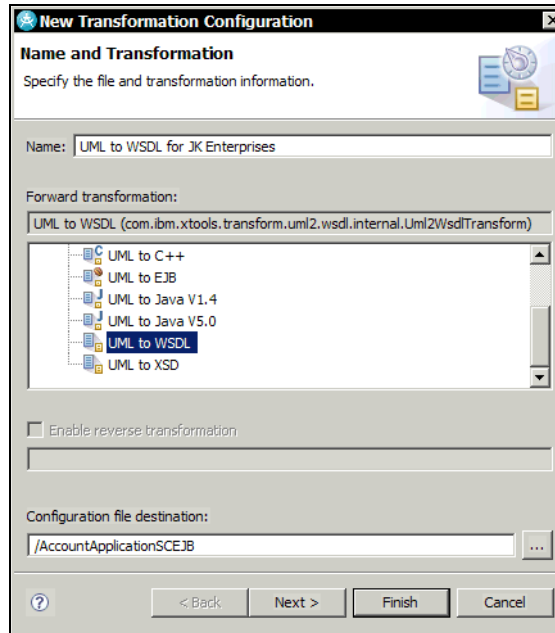 New Transformation Configuration
Name and Transformation
Specify the file and transformation information.
Name: UML to WSDL for JK Enterprises
Forward transformation:
UML to WSDL (com.ibm.xtools.transform.uml2.wsdl.internal.Uml2WsdlTransform)
UML to C++
UML to EJB
UML to Java V1.4
UML to Java V5.0
UML to WSDL
UML to XSD
Enable reverse transformation
Configuration file destination:
/AccountApplicationSCEJB ...
? < Back Next > Finish Cancel